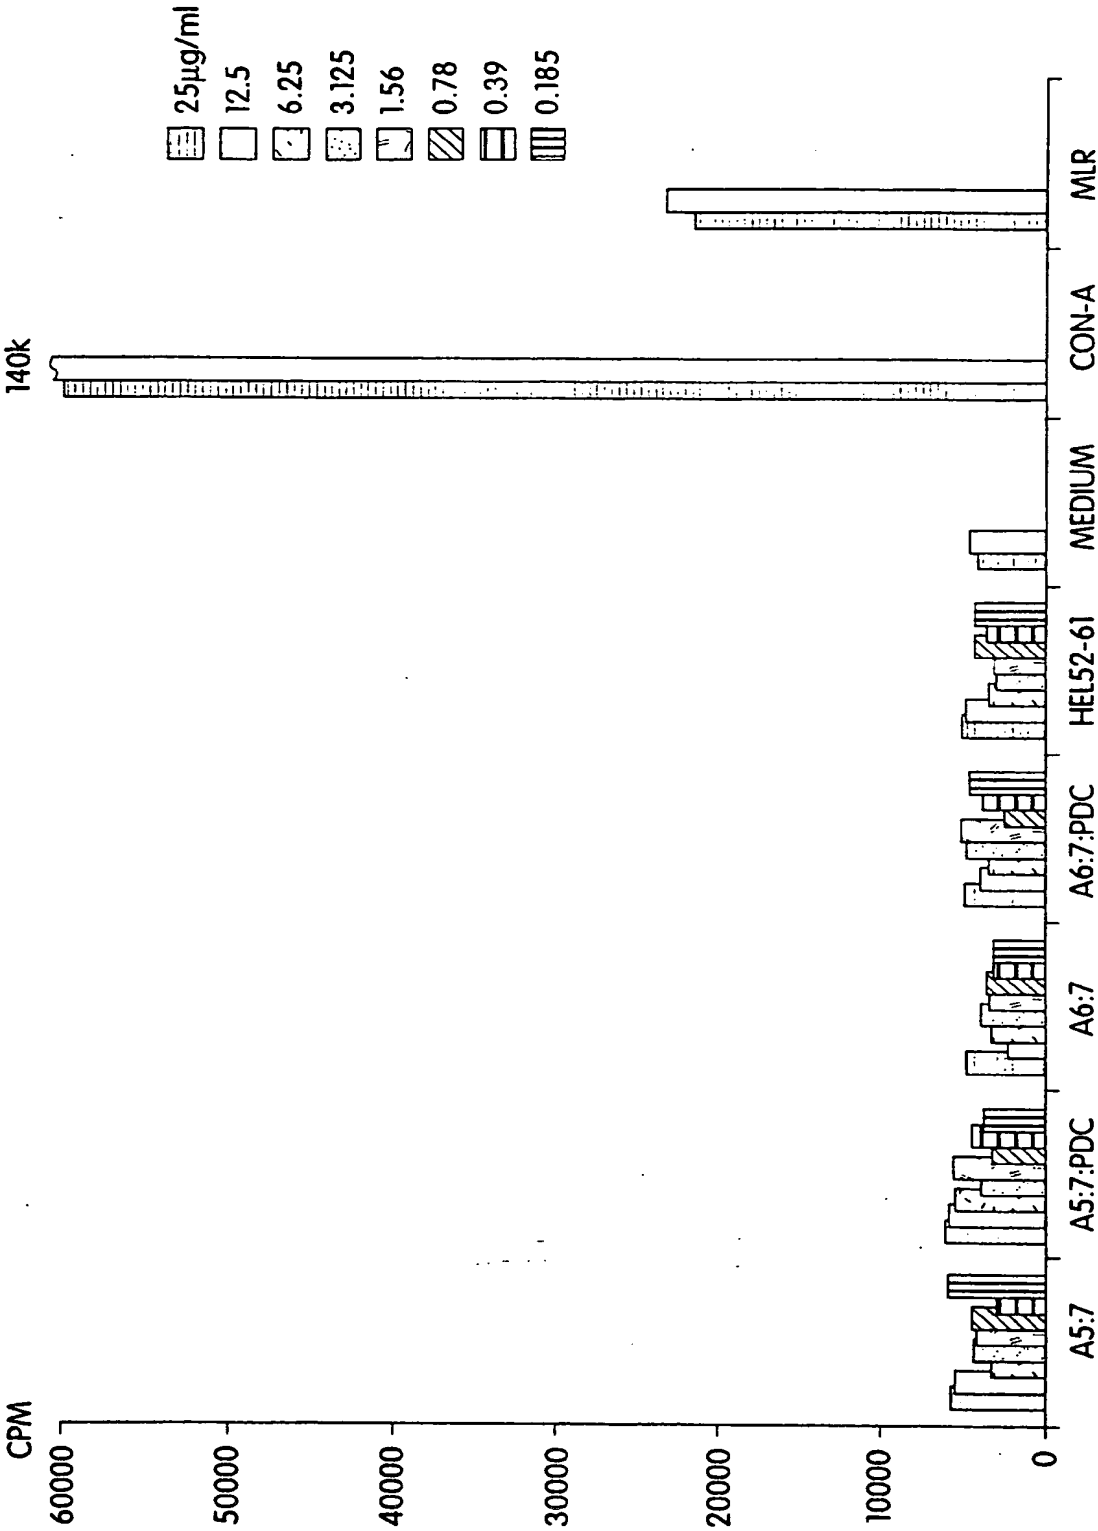 CPM
60000
50000
40000
30000
20000
10000
0
140k
25µg/ml
12.5
6.25
3.125
1.56
0.78
0.39
0.185
A5:7
A5:7:PDC
A6:7
A6:7:PDC
HEL52-61
MEDIUM
CON-A
MLR